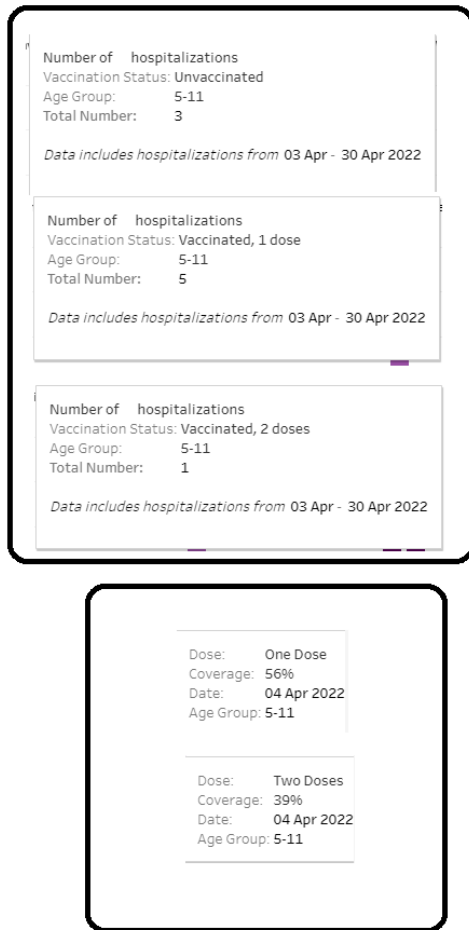 Number of hospitalizations
Vaccination Status: Unvaccinated
Age Group: 5-11
Total Number: 3
Data includes hospitalizations from 03 Apr - 30 Apr 2022
Number of hospitalizations
Vaccination Status: Vaccinated, 1 dose
Age Group: 5-11
Total Number: 5
Data includes hospitalizations from 03 Apr - 30 Apr 2022
Number of hospitalizations
Vaccination Status: Vaccinated, 2 doses
Age Group: 5-11
Total Number: 1
Data includes hospitalizations from 03 Apr - 30 Apr 2022
Dose: One Dose
Coverage: 56%
Date: 04 Apr 2022
Age Group: 5-11
Dose: Two Doses
Coverage: 39%
Date: 04 Apr 2022
Age Group: 5-11